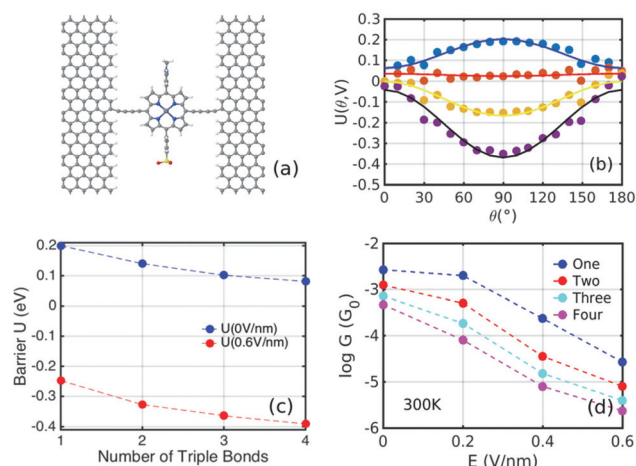 (a)
U(θ,V)
0.3
0.2
0.1
0
-0.1
-0.2
-0.3
-0.4
-0.5
0 30 60 90 120 150 180
θ(°)
(b)
Barrier U (eV)
0.2
0.1
0
-0.1
-0.2
-0.3
-0.4
U(0V/nm)
U(0.6V/nm)
(c)
1 2 3 4
Number of Triple Bonds
log G (G0)
-2
-3
-4
-5
-6
One
Two
Three
Four
300K
(d)
0 0.2 0.4 0.6
E (V/nm)